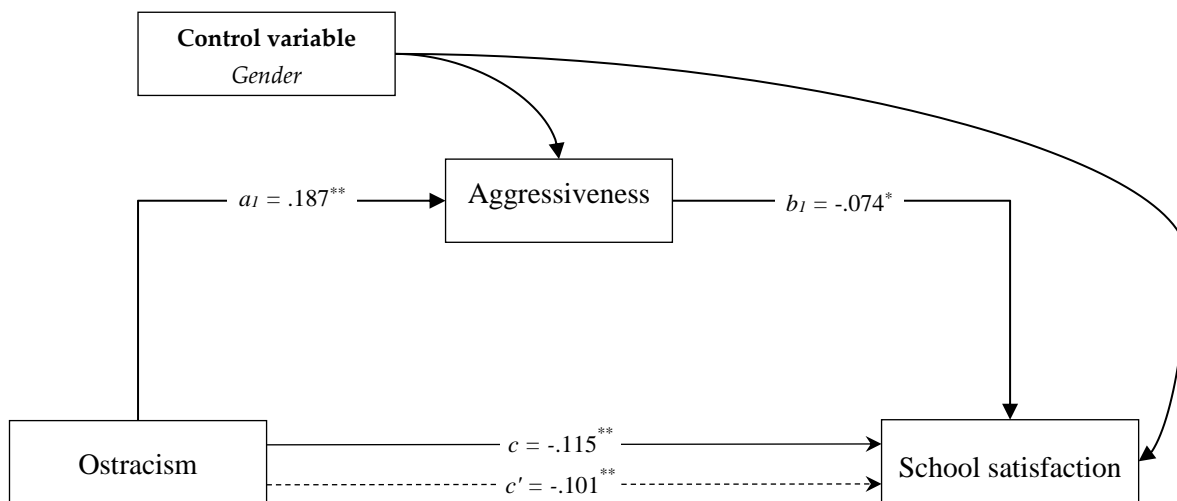 Control variable
Gender
Aggressiveness
a1 = .187**
b1 = -.074*
Ostracism
c = -.115**
c' = -.101**
School satisfaction